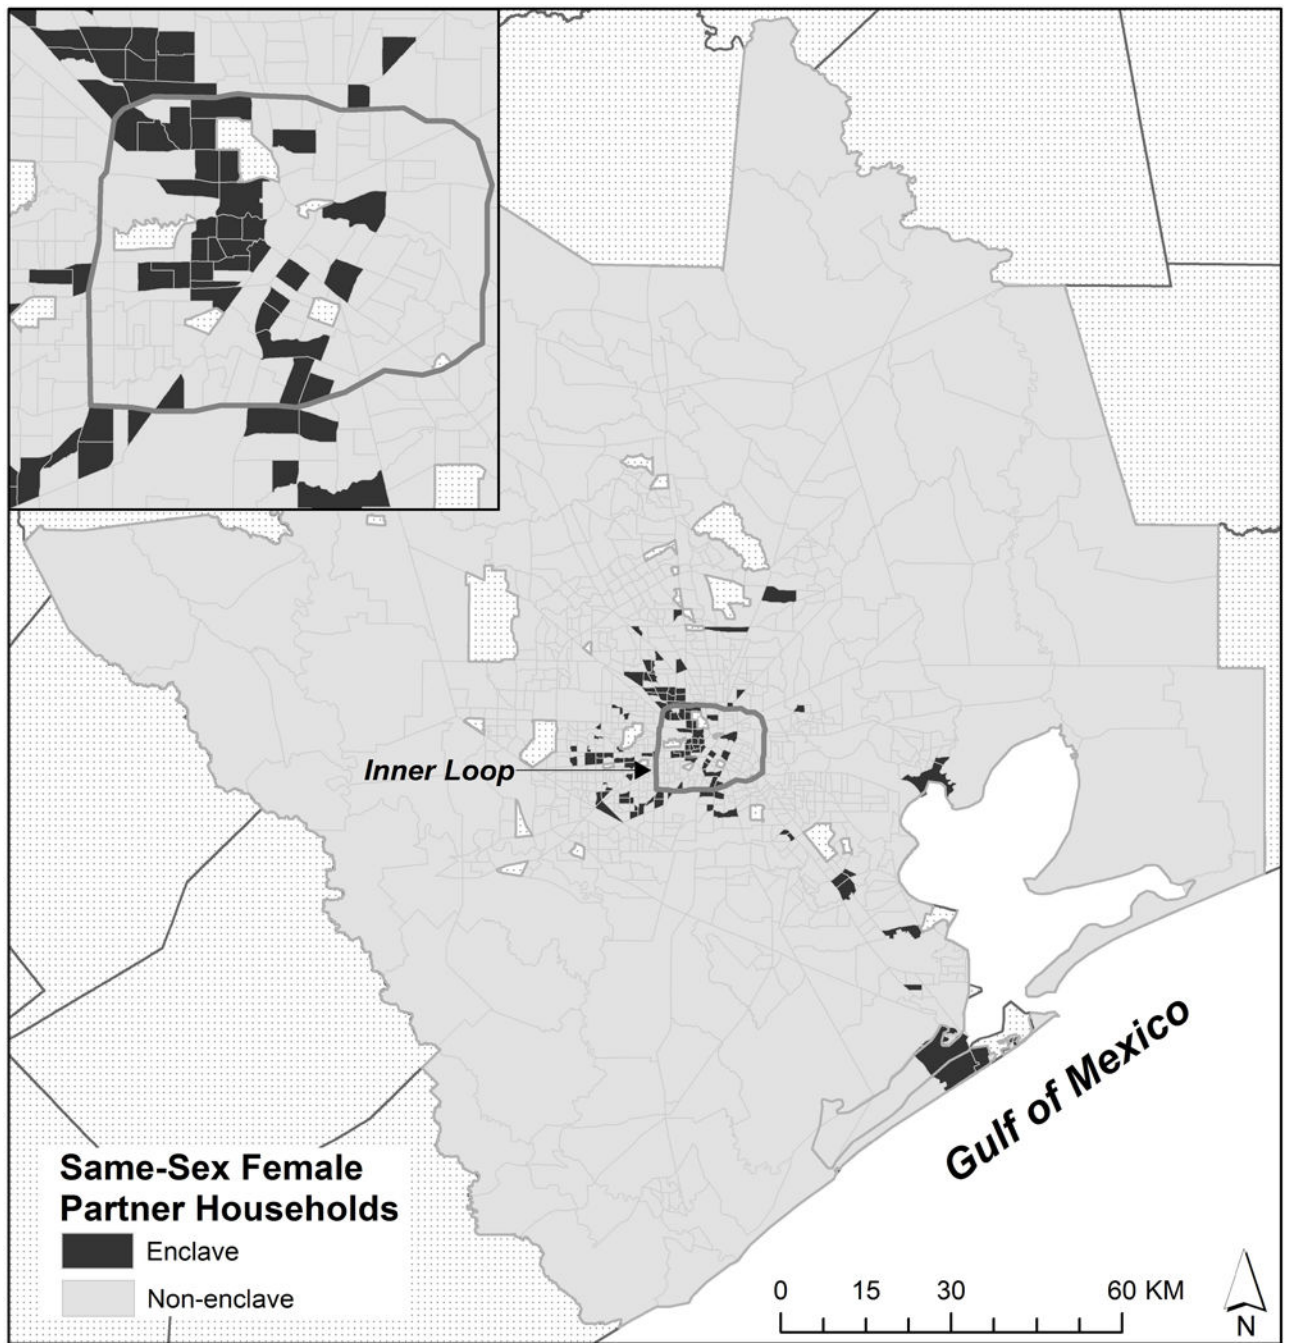 Inner Loop
Gulf of Mexico
Same-Sex Female
Partner Households
Enclave
Non-enclave
0 15 30 60 KM
N